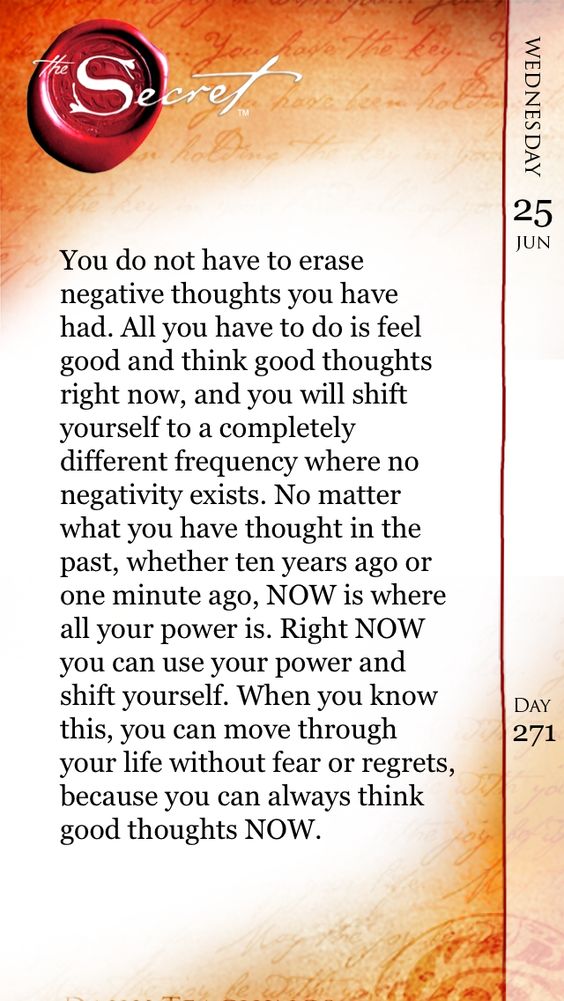 the Secret™
WEDNESDAY
25
JUN
You do not have to erase
negative thoughts you have
had. All you have to do is feel
good and think good thoughts
right now, and you will shift
yourself to a completely
different frequency where no
negativity exists. No matter
what you have thought in the
past, whether ten years ago or
one minute ago, NOW is where
all your power is. Right NOW
you can use your power and
shift yourself. When you know
this, you can move through
your life without fear or regrets,
because you can always think
good thoughts NOW.
DAY
271